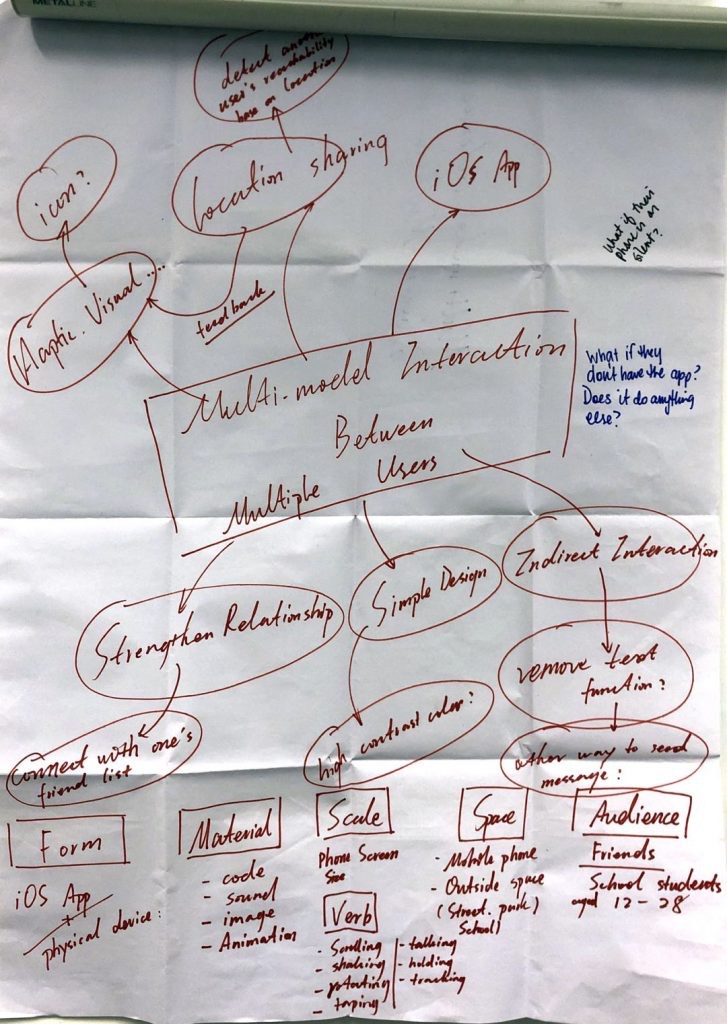 METALLINE
detect another
user's reachability
base on location
icon?
Location sharing
iOS App
What if their
phone is on
silent?
Haptic. Visual.....
feedback
Multi-model Interaction
Between
Multiple Users
What if they
don't have the app?
Does it do anything
else?
Strengthen Relationship
Simple Design
Indirect Interaction
remove text
function?
connect with one's
friend list
high contrast color?
other way to send
message?
Form
iOS App
+
physical device?
Material
- code
- sound
- image
- Animation
Scale
Phone Screen
Size
Verb
- Scrolling
- shaking
- rotating
- taping
- talking
- holding
- tracking
Space
- Mobile phone
- Outside space
(Street. park)
School)
Audience
Friends
School students
aged 12-28